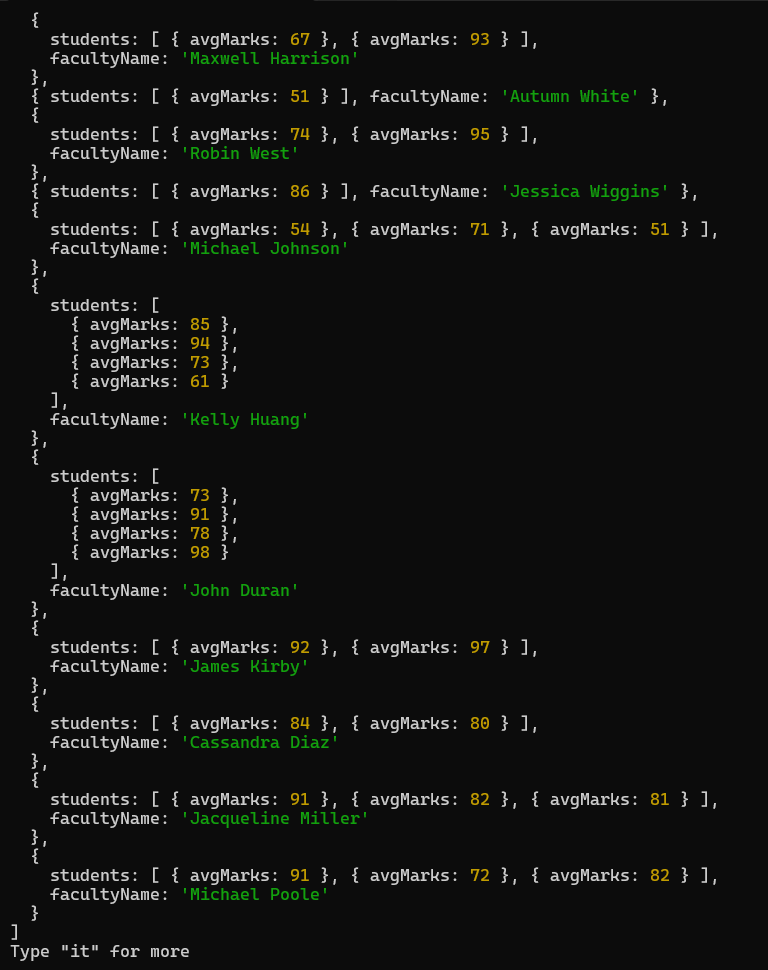 {
    students: [ { avgMarks: 67 }, { avgMarks: 93 } ],
    facultyName: 'Maxwell Harrison'
  },
  { students: [ { avgMarks: 51 } ], facultyName: 'Autumn White' },
  {
    students: [ { avgMarks: 74 }, { avgMarks: 95 } ],
    facultyName: 'Robin West'
  },
  { students: [ { avgMarks: 86 } ], facultyName: 'Jessica Wiggins' },
  {
    students: [ { avgMarks: 54 }, { avgMarks: 71 }, { avgMarks: 51 } ],
    facultyName: 'Michael Johnson'
  },
  {
    students: [
      { avgMarks: 85 },
      { avgMarks: 94 },
      { avgMarks: 73 },
      { avgMarks: 61 }
    ],
    facultyName: 'Kelly Huang'
  },
  {
    students: [
      { avgMarks: 73 },
      { avgMarks: 91 },
      { avgMarks: 78 },
      { avgMarks: 98 }
    ],
    facultyName: 'John Duran'
  },
  {
    students: [ { avgMarks: 92 }, { avgMarks: 97 } ],
    facultyName: 'James Kirby'
  },
  {
    students: [ { avgMarks: 84 }, { avgMarks: 80 } ],
    facultyName: 'Cassandra Diaz'
  },
  {
    students: [ { avgMarks: 91 }, { avgMarks: 82 }, { avgMarks: 81 } ],
    facultyName: 'Jacqueline Miller'
  },
  {
    students: [ { avgMarks: 91 }, { avgMarks: 72 }, { avgMarks: 82 } ],
    facultyName: 'Michael Poole'
  }
]
Type "it" for more